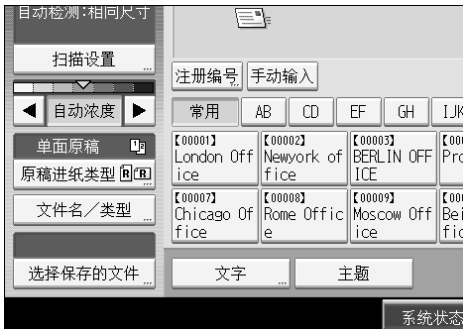 自动检测:相同尺寸
扫描设置
注册编号 手动输入
自动浓度
常用 AB CD EF GH IJK
单面原稿
原稿进纸类型
【00001】 【00002】 【00003】
London Off Newyork of BERLIN OFF Pro
ice fice ICE
文件名／类型
【00007】 【00008】 【00009】
Chicago Of Rome Offic Moscow Off Bei
fice e ice fic
选择保存的文件 文字 主题
系统状态